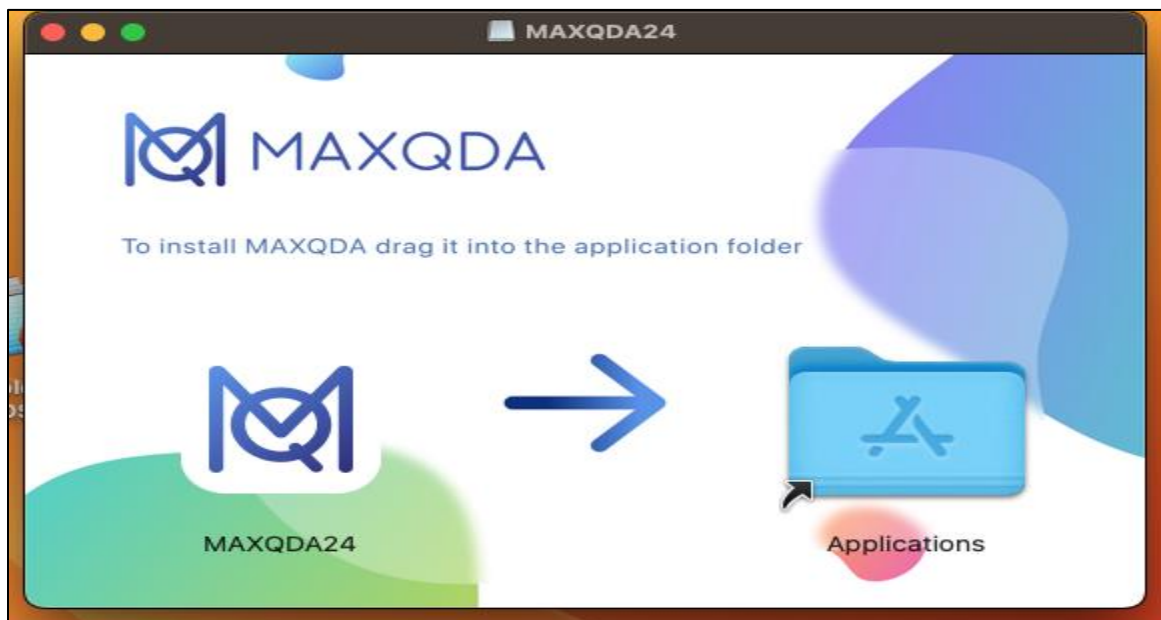 MAXQDA24
MAXQDA
To install MAXQDA drag it into the application folder
MAXQDA24
Applications